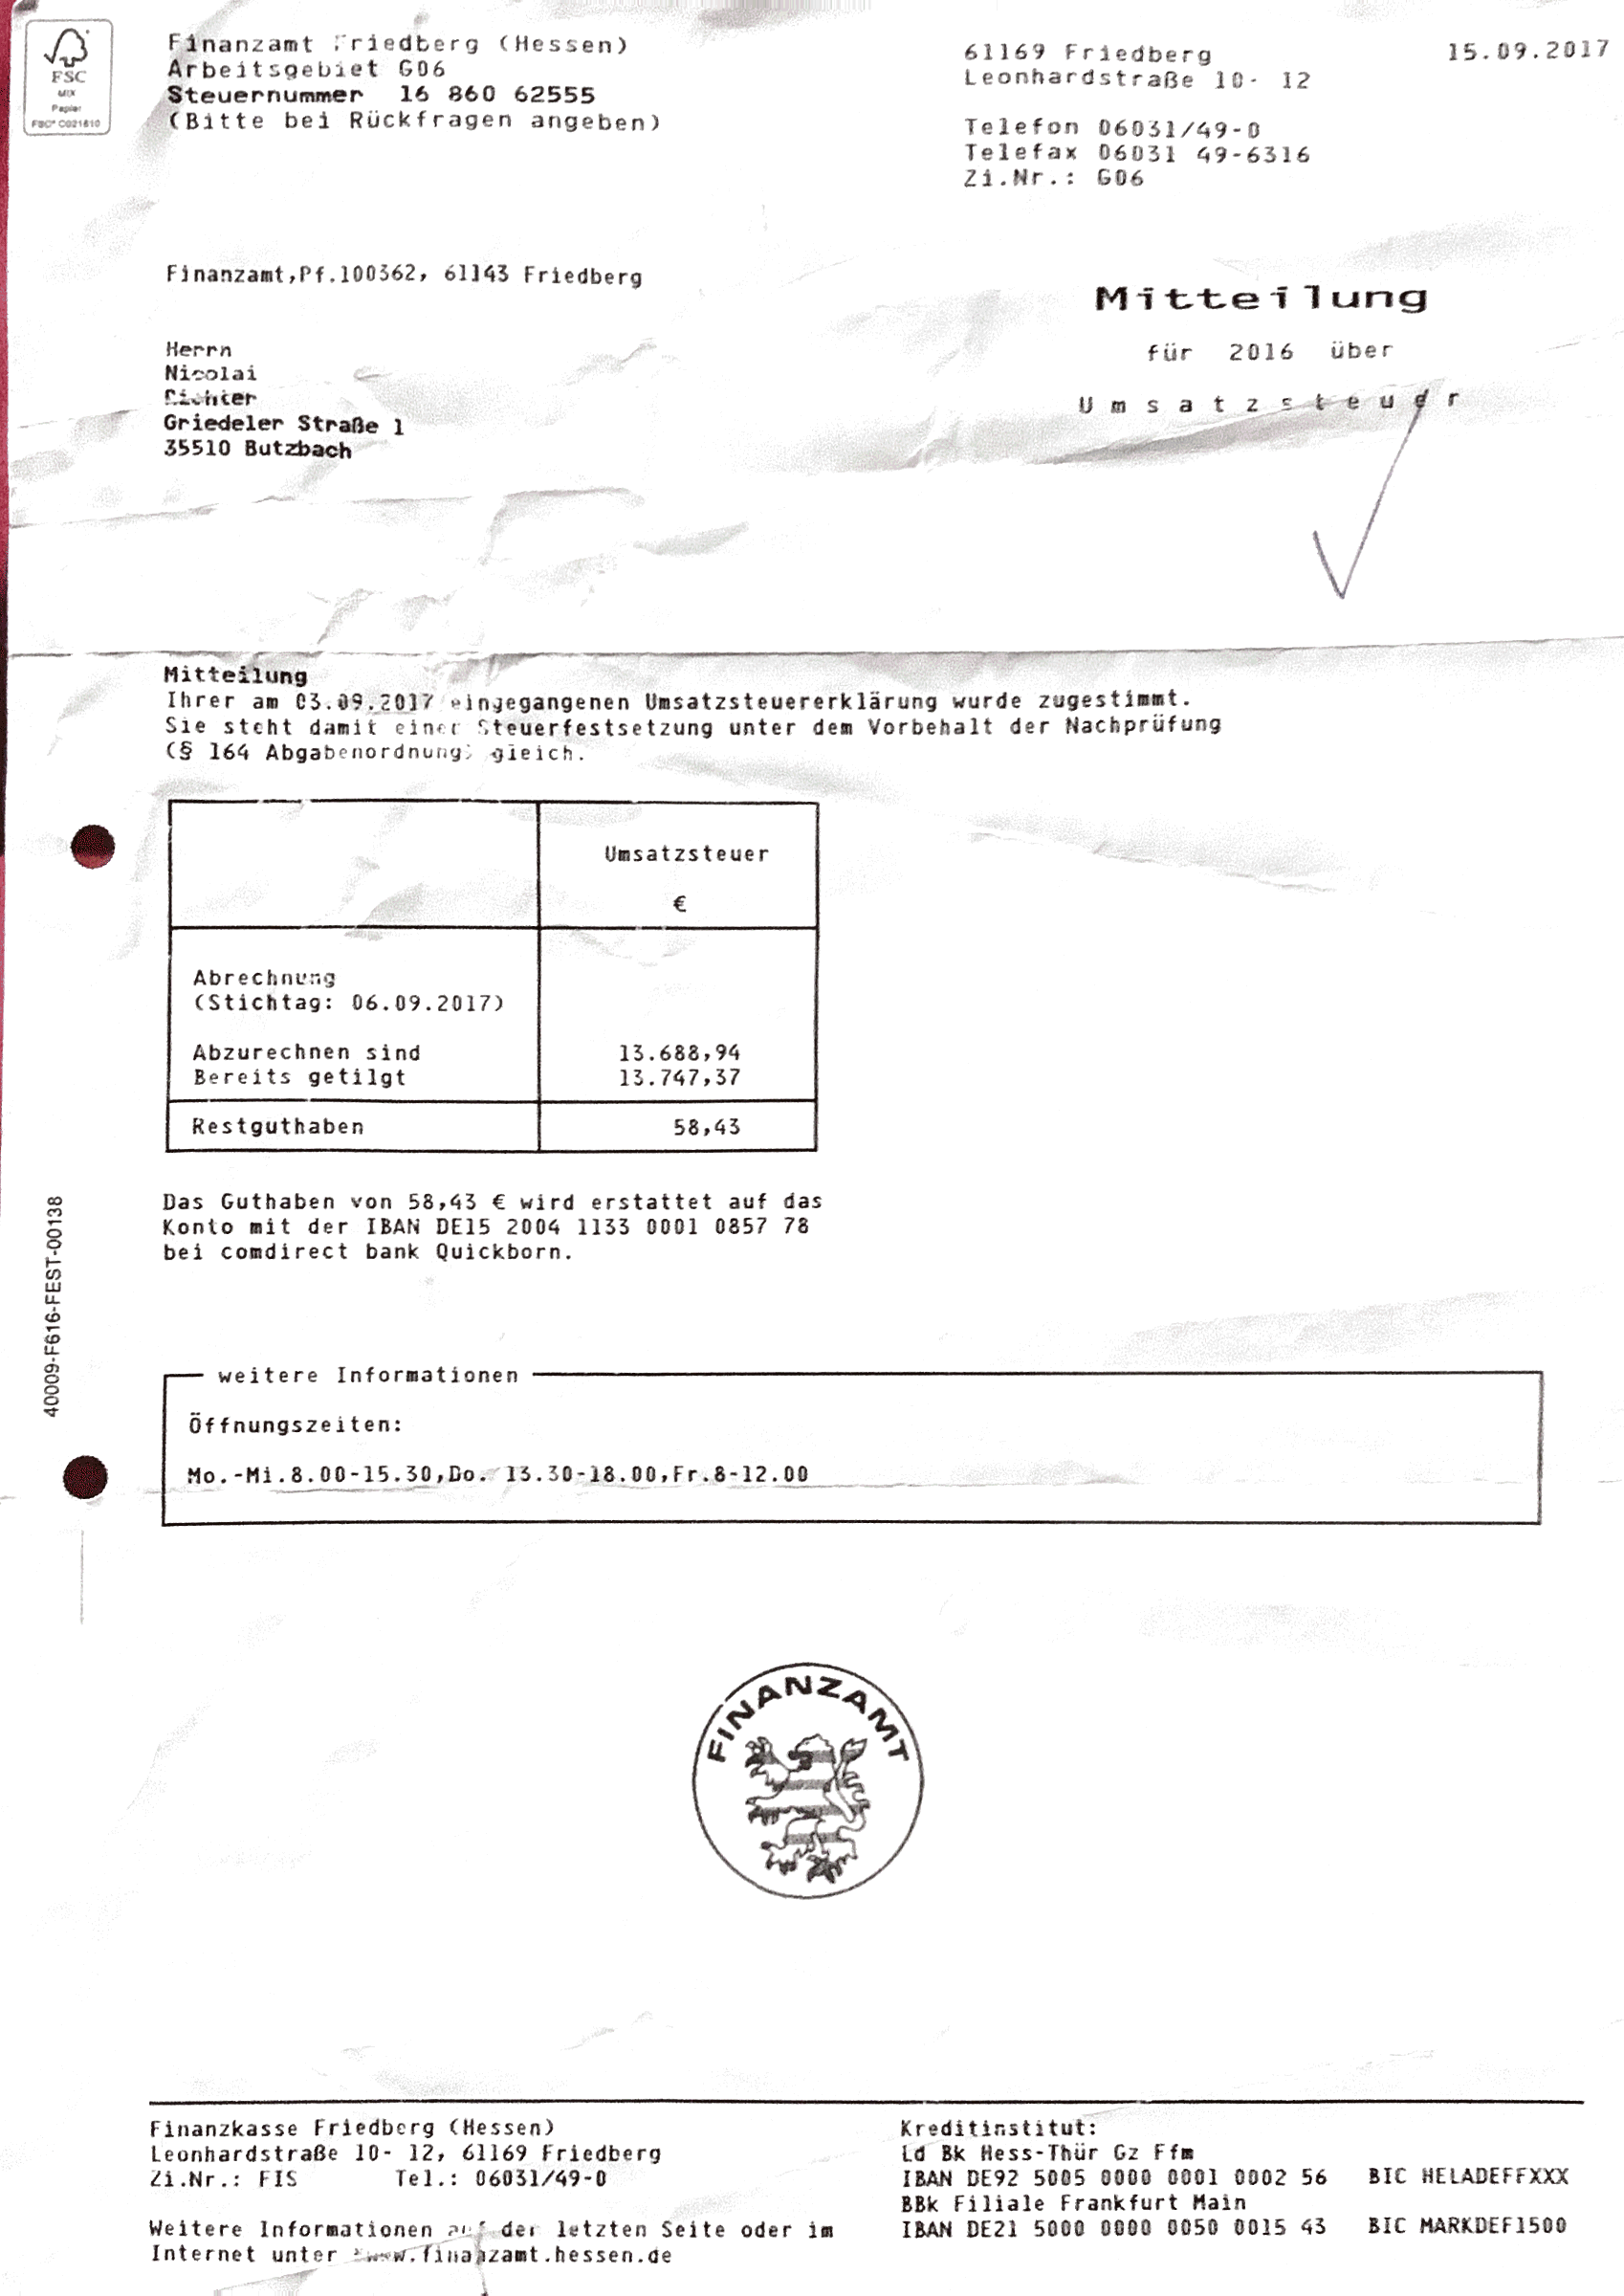 FSC
MIX
Papier
FSC® C021810
Finanzamt Friedberg (Hessen)
Arbeitsgebiet G06
Steuernummer 16 860 62555
(Bitte bei Rückfragen angeben)
61169 Friedberg
Leonhardstraße 10- 12
15.09.2017
Telefon 06031/49-0
Telefax 06031 49-6316
Zi.Nr.: G06
Finanzamt,Pf.100362, 61143 Friedberg
Mitteilung
für 2016 über
Umsatzsteuer
Herrn
Nicolai
Richter
Griedeler Straße 1
35510 Butzbach
Mitteilung
Ihrer am 03.09.2017 eingegangenen Umsatzsteuererklärung wurde zugestimmt.
Sie steht damit einer Steuerfestsetzung unter dem Vorbehalt der Nachprüfung
(§ 164 Abgabenordnung) gleich.
Umsatzsteuer
€
Abrechnung
(Stichtag: 06.09.2017)
Abzurechnen sind 13.688,94
Bereits getilgt 13.747,37
Restguthaben 58,43
Das Guthaben von 58,43 € wird erstattet auf das
Konto mit der IBAN DE15 2004 1133 0001 0857 78
bei comdirect bank Quickborn.
40009-F616-FEST-00138
weitere Informationen
Öffnungszeiten:
Mo.-Mi.8.00-15.30,Do. 13.30-18.00,Fr.8-12.00
FINANZAMT
Finanzkasse Friedberg (Hessen)
Leonhardstraße 10- 12, 61169 Friedberg
Zi.Nr.: FIS Tel.: 06031/49-0
Weitere Informationen auf der letzten Seite oder im
Internet unter www.finanzamt.hessen.de
Kreditinstitut:
Ld Bk Hess-Thür Gz Ffm
IBAN DE92 5005 0000 0001 0002 56 BIC HELADEFFXXX
BBk Filiale Frankfurt Main
IBAN DE21 5000 0000 0050 0015 43 BIC MARKDEF1500